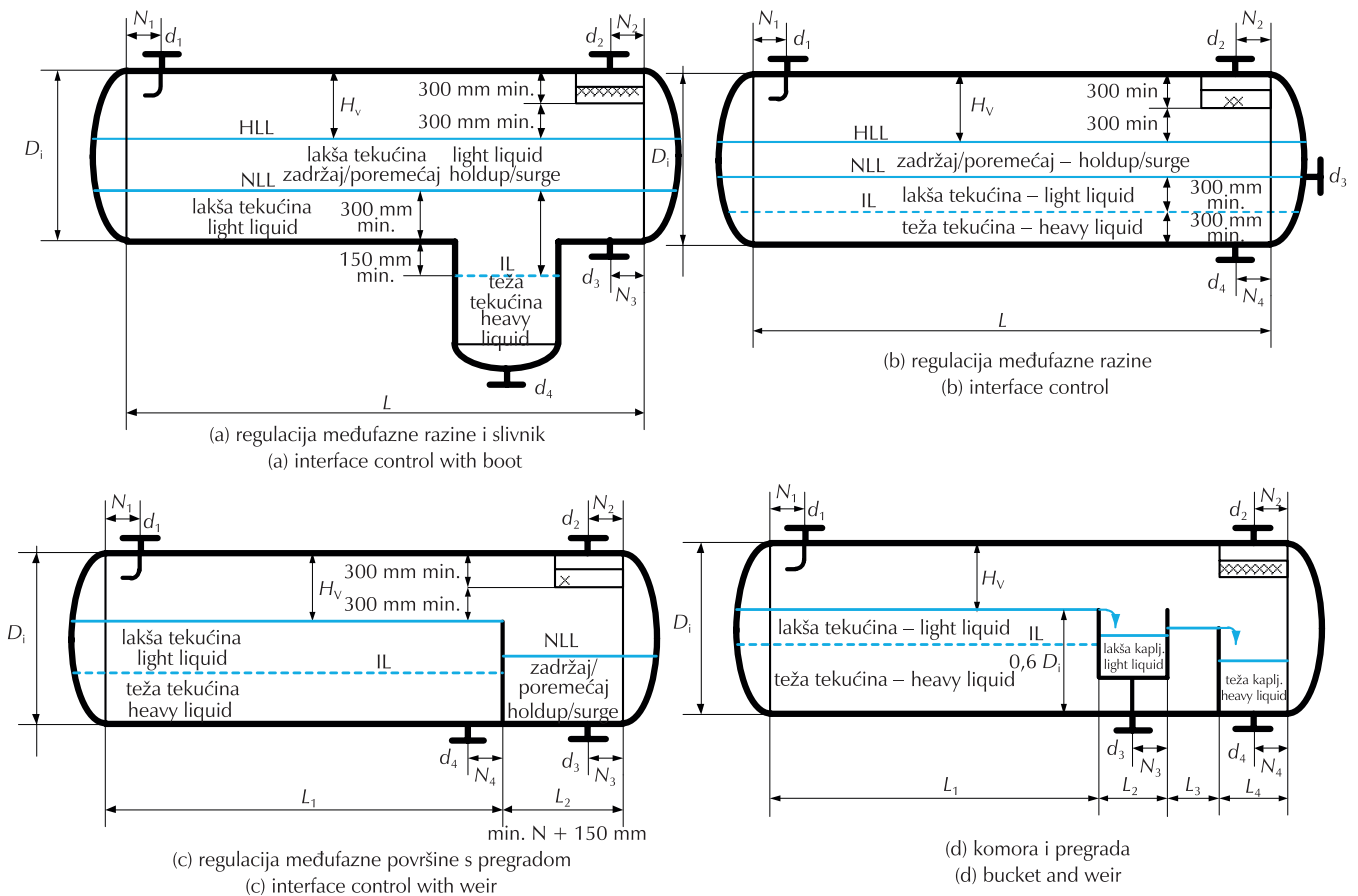 N₁
d₁
d₂
N₂
Dᵢ
Hᵥ
300 mm min.
300 mm min.
HLL
lakša tekućina light liquid
zadržaj/poremećaj holdup/surge
NLL
lakša tekućina
light liquid
300 mm
min.
150 mm
min.
IL
teža
tekućina
heavy
liquid
d₃
N₃
d₄
L
(a) regulacija međufazne razine i slivnik
(a) interface control with boot
N₁
d₁
d₂
N₂
Dᵢ
Hᵥ
300 min
300 min
HLL
zadržaj/poremećaj – holdup/surge
NLL
d₃
lakša tekućina – light liquid
300 mm
min.
IL
teža tekućina – heavy liquid
300 mm
min.
d₄
N₄
L
(b) regulacija međufazne razine
(b) interface control
N₁
d₁
d₂
N₂
Dᵢ
Hᵥ
300 mm min.
300 mm min.
lakša tekućina
light liquid
IL
teža tekućina
heavy liquid
NLL
zadržaj/
poremećaj
holdup/surge
d₄
N₄
d₃
N₃
L₁
L₂
min. N + 150 mm
(c) regulacija međufazne površine s pregradom
(c) interface control with weir
N₁
d₁
d₂
N₂
Dᵢ
Hᵥ
lakša tekućina – light liquid
IL
0,6 Dᵢ
teža tekućina – heavy liquid
lakša kaplj.
light liquid
teža kaplj.
heavy liquid
d₃
N₃
d₄
N₄
L₁
L₂
L₃
L₄
(d) komora i pregrada
(d) bucket and weir